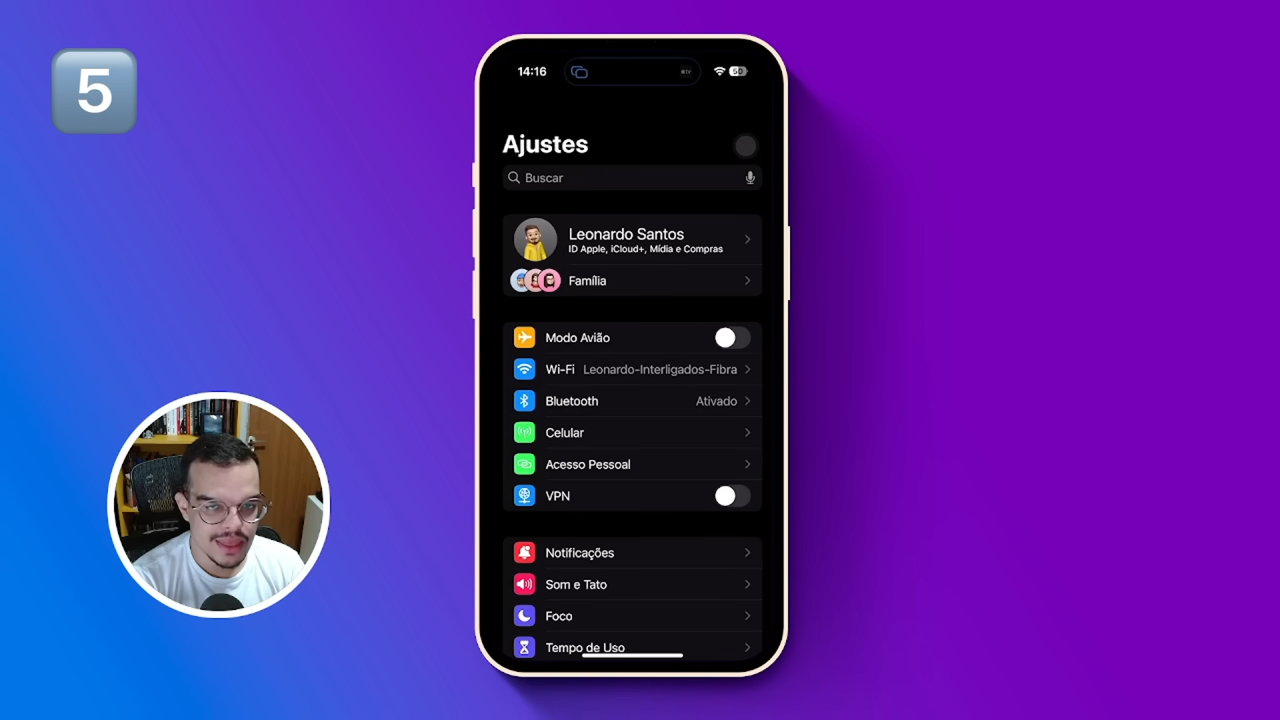 5
14:16
50
Ajustes
Buscar
Leonardo Santos
ID Apple, iCloud+, Mídia e Compras
Família
Modo Avião
Wi-Fi Leonardo-Interligados-Fibra
Bluetooth Ativado
Celular
Acesso Pessoal
VPN
Notificações
Som e Tato
Foco
Tempo de Uso